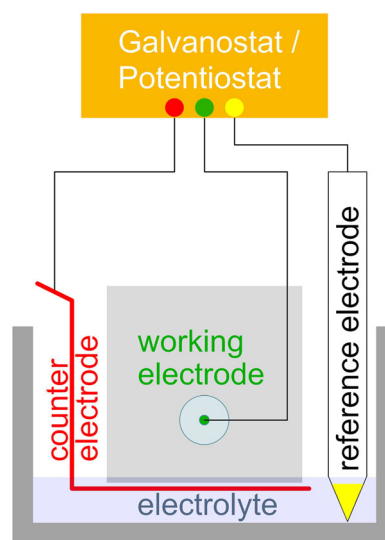 Galvanostat /
Potentiostat
working
electrode
counter
electrode
reference electrode
electrolyte